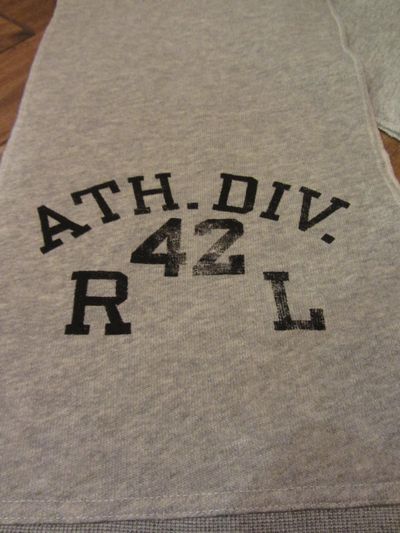 ATH. DIV.
42
R L